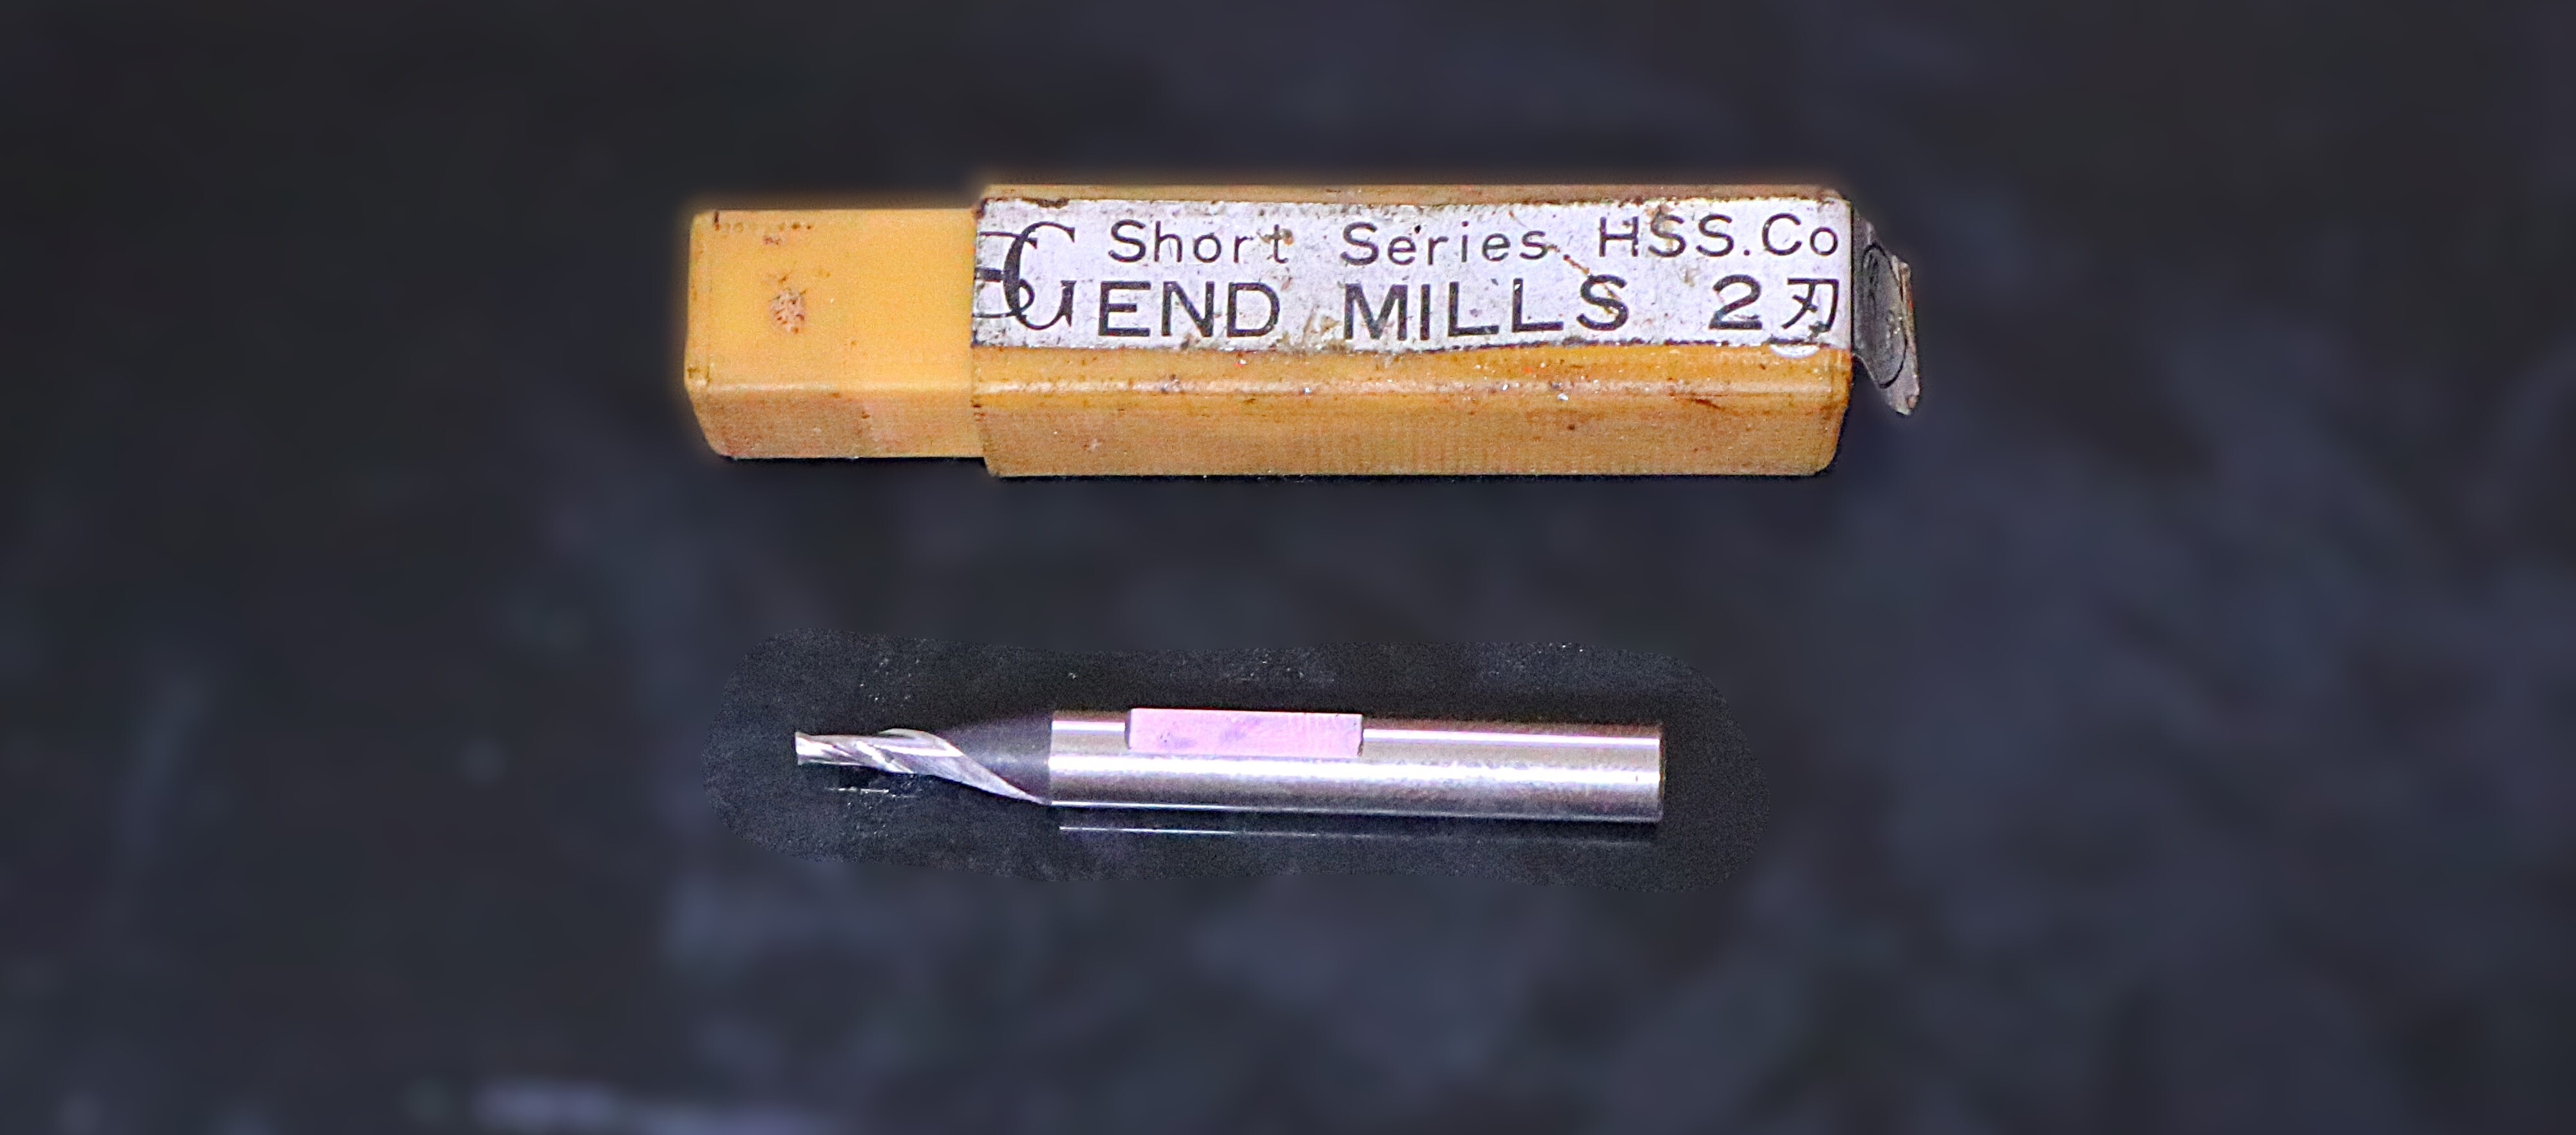 Short Series. HSS.Co
END MILLS 2刃